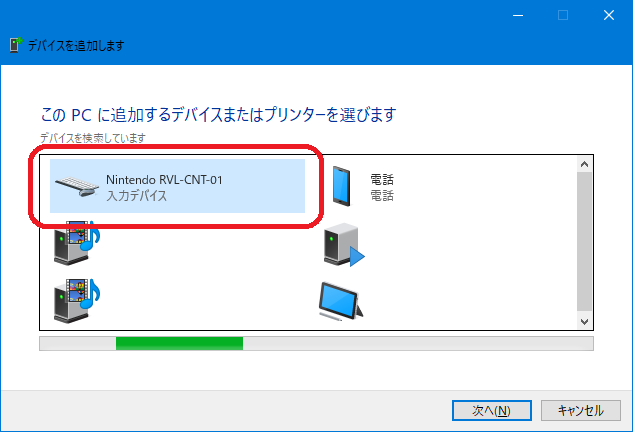 デバイスを追加します
この PC に追加するデバイスまたはプリンターを選びます
デバイスを検索しています
Nintendo RVL-CNT-01
入力デバイス
電話
電話
次へ(N)
キャンセル